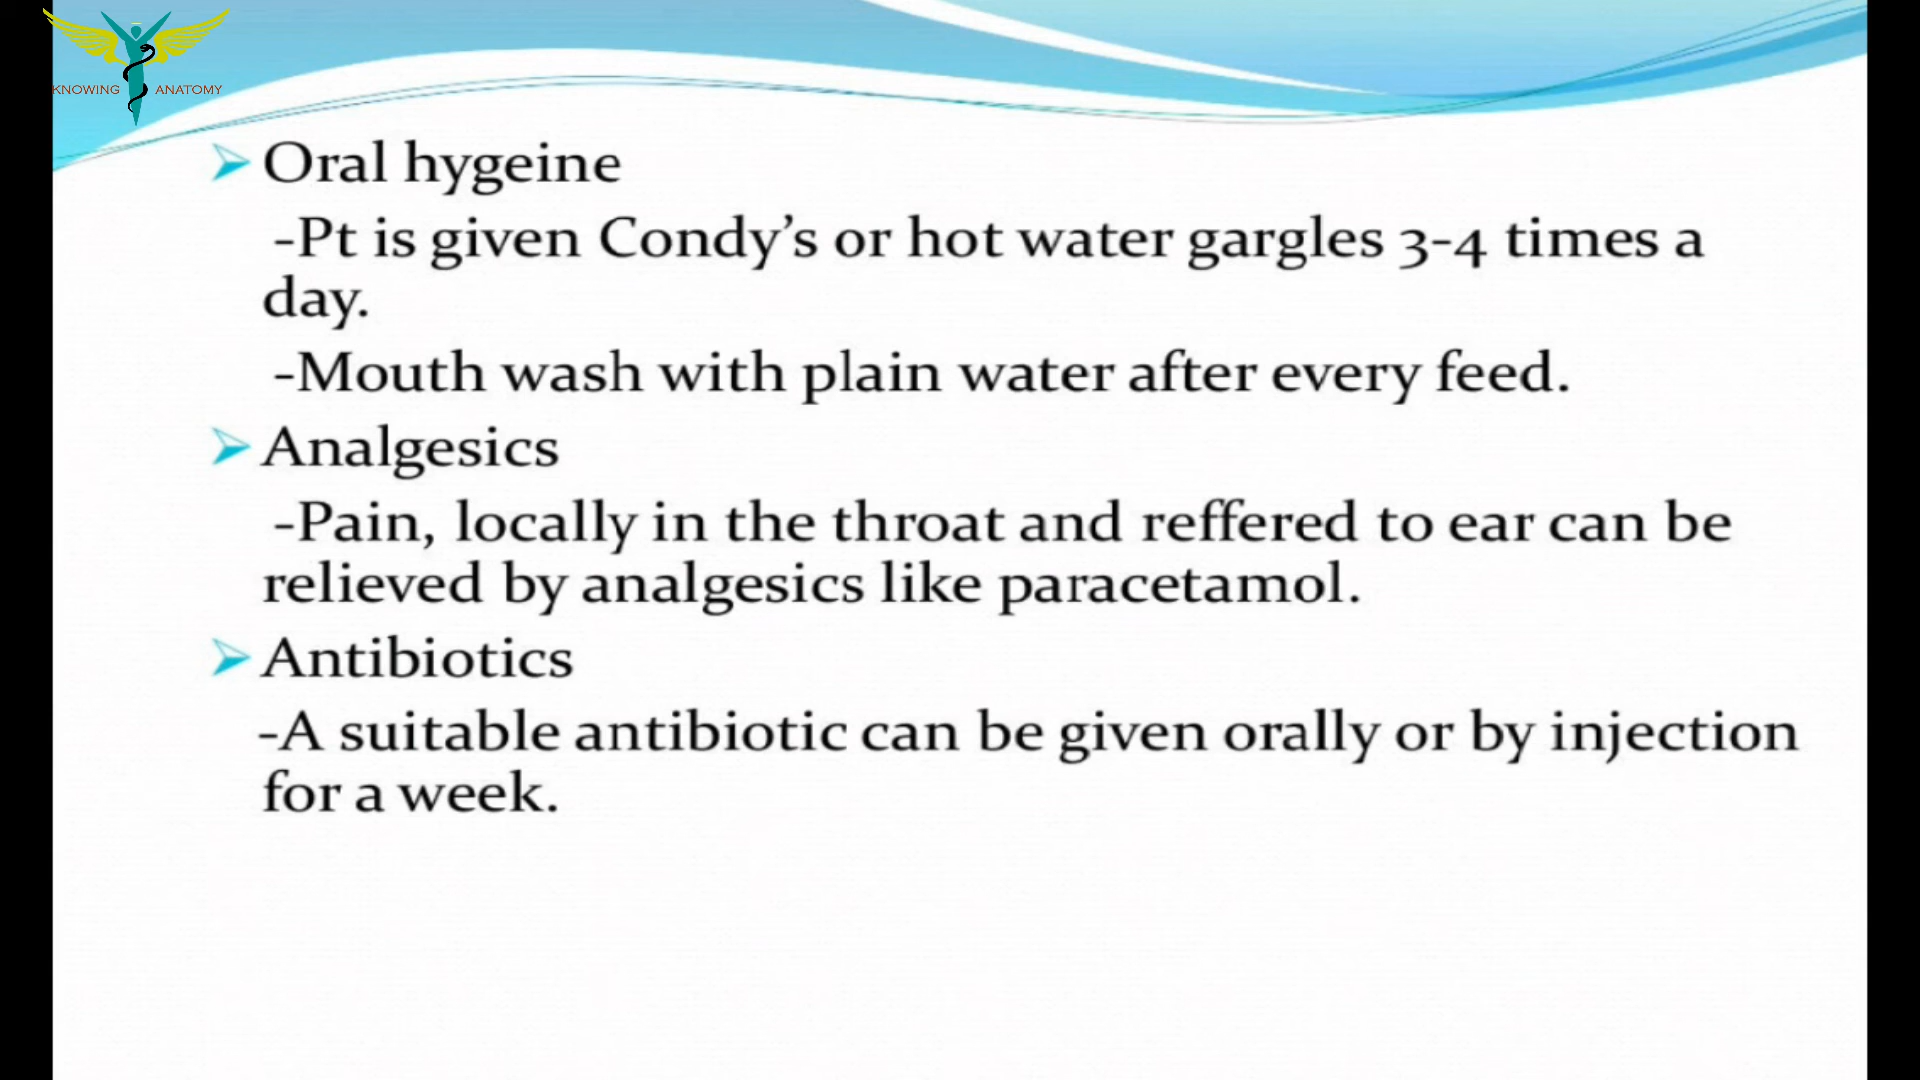 KNOWING ANATOMY
Oral hygeine
-Pt is given Condy's or hot water gargles 3-4 times a
day.
-Mouth wash with plain water after every feed.
Analgesics
-Pain, locally in the throat and reffered to ear can be
relieved by analgesics like paracetamol.
Antibiotics
-A suitable antibiotic can be given orally or by injection
for a week.